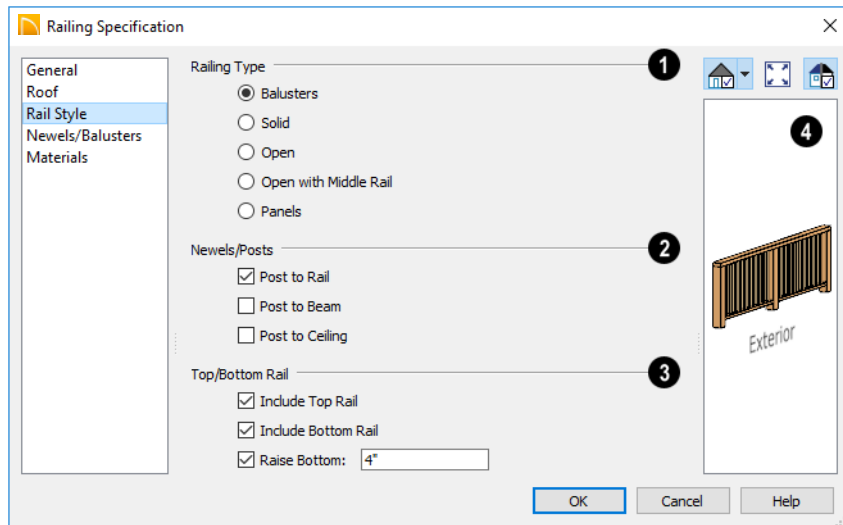 Railing Specification
General
Roof
Rail Style
Newels/Balusters
Materials
Railing Type
1
Balusters
Solid
Open
Open with Middle Rail
Panels
Newels/Posts
2
Post to Rail
Post to Beam
Post to Ceiling
Top/Bottom Rail
3
Include Top Rail
Include Bottom Rail
Raise Bottom: 4"
4
Exterior
OK Cancel Help